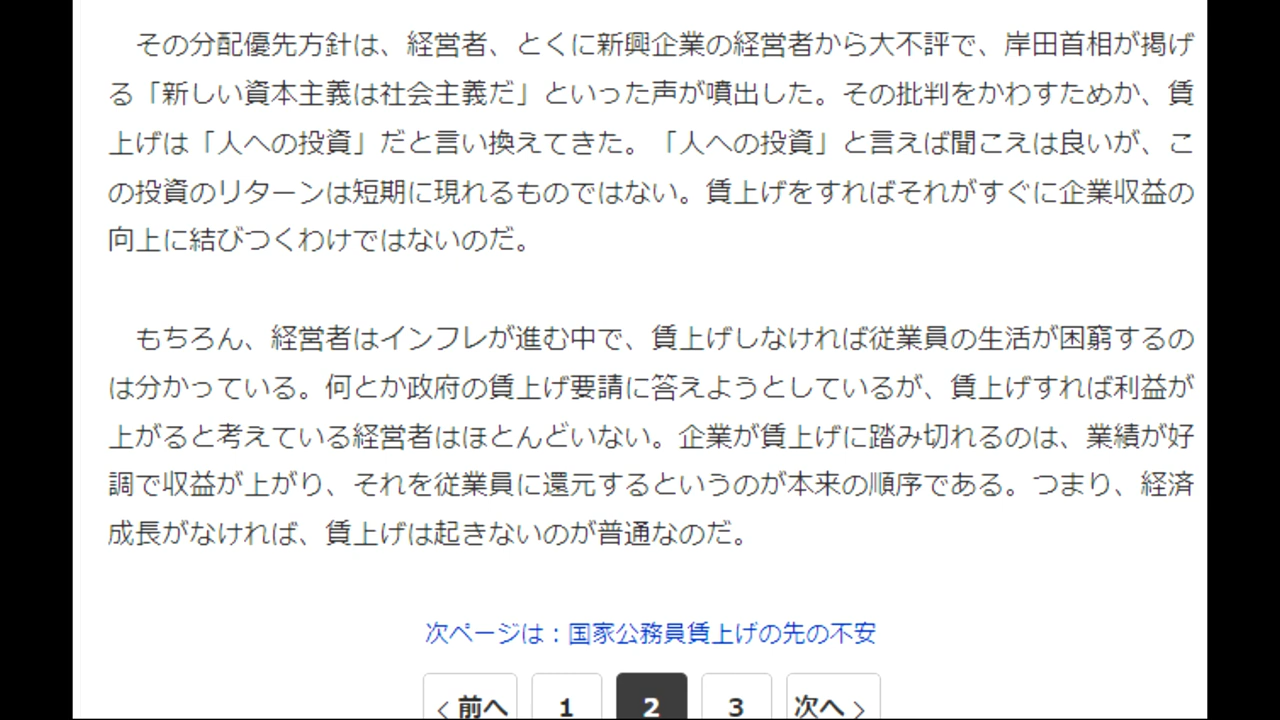 その分配優先方針は、経営者、とくに新興企業の経営者から大不評で、岸田首相が掲げ
る「新しい資本主義は社会主義だ」といった声が噴出した。その批判をかわすためか、賃
上げは「人への投資」だと言い換えてきた。「人への投資」と言えば聞こえは良いが、こ
の投資のリターンは短期に現れるものではない。賃上げをすればそれがすぐに企業収益の
向上に結びつくわけではないのだ。
もちろん、経営者はインフレが進む中で、賃上げしなければ従業員の生活が困窮するの
は分かっている。何とか政府の賃上げ要請に答えようとしているが、賃上げすれば利益が
上がると考えている経営者はほとんどいない。企業が賃上げに踏み切れるのは、業績が好
調で収益が上がり、それを従業員に還元するというのが本来の順序である。つまり、経済
成長がなければ、賃上げは起きないのが普通なのだ。
次ページは：国家公務員賃上げの先の不安
< 前へ 1 2 3 次へ >